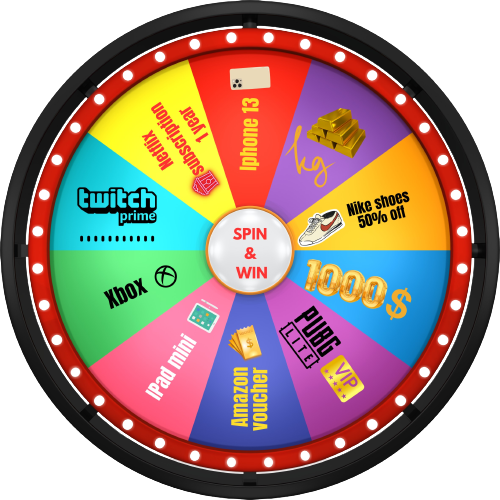 SPIN
&
WIN
Iphone 13
kg
Nike shoes
50% off
1000$
PUBG
LITE
VIP
Amazon
voucher
IPad mini
Xbox
twitch
prime
Netflix
subscription
1 year